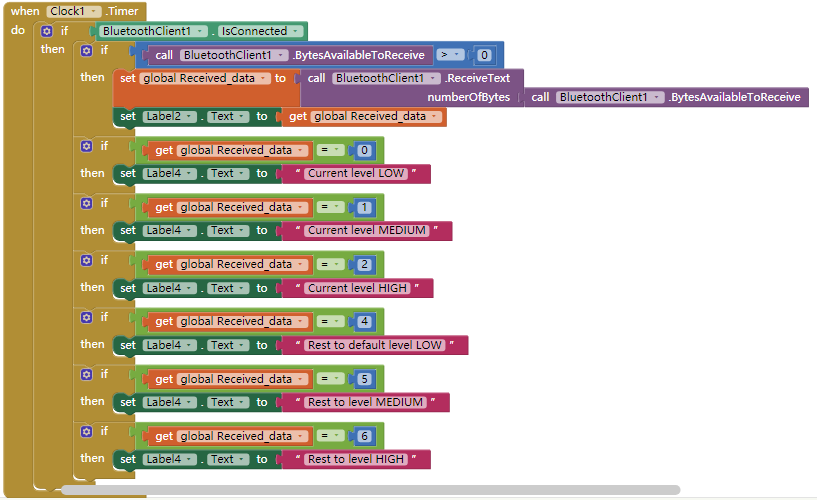 when Clock1 .Timer
do if BluetoothClient1 . IsConnected
then if call BluetoothClient1 .BytesAvailableToReceive > 0
then set global Received_data to call BluetoothClient1 .ReceiveText
numberOfBytes call BluetoothClient1 .BytesAvailableToReceive
set Label2 . Text to get global Received_data
if get global Received_data = 0
then set Label4 . Text to “ Current level LOW ”
if get global Received_data = 1
then set Label4 . Text to “ Current level MEDIUM ”
if get global Received_data = 2
then set Label4 . Text to “ Current level HIGH ”
if get global Received_data = 4
then set Label4 . Text to “ Rest to default level LOW ”
if get global Received_data = 5
then set Label4 . Text to “ Rest to level MEDIUM ”
if get global Received_data = 6
then set Label4 . Text to “ Rest to level HIGH ”